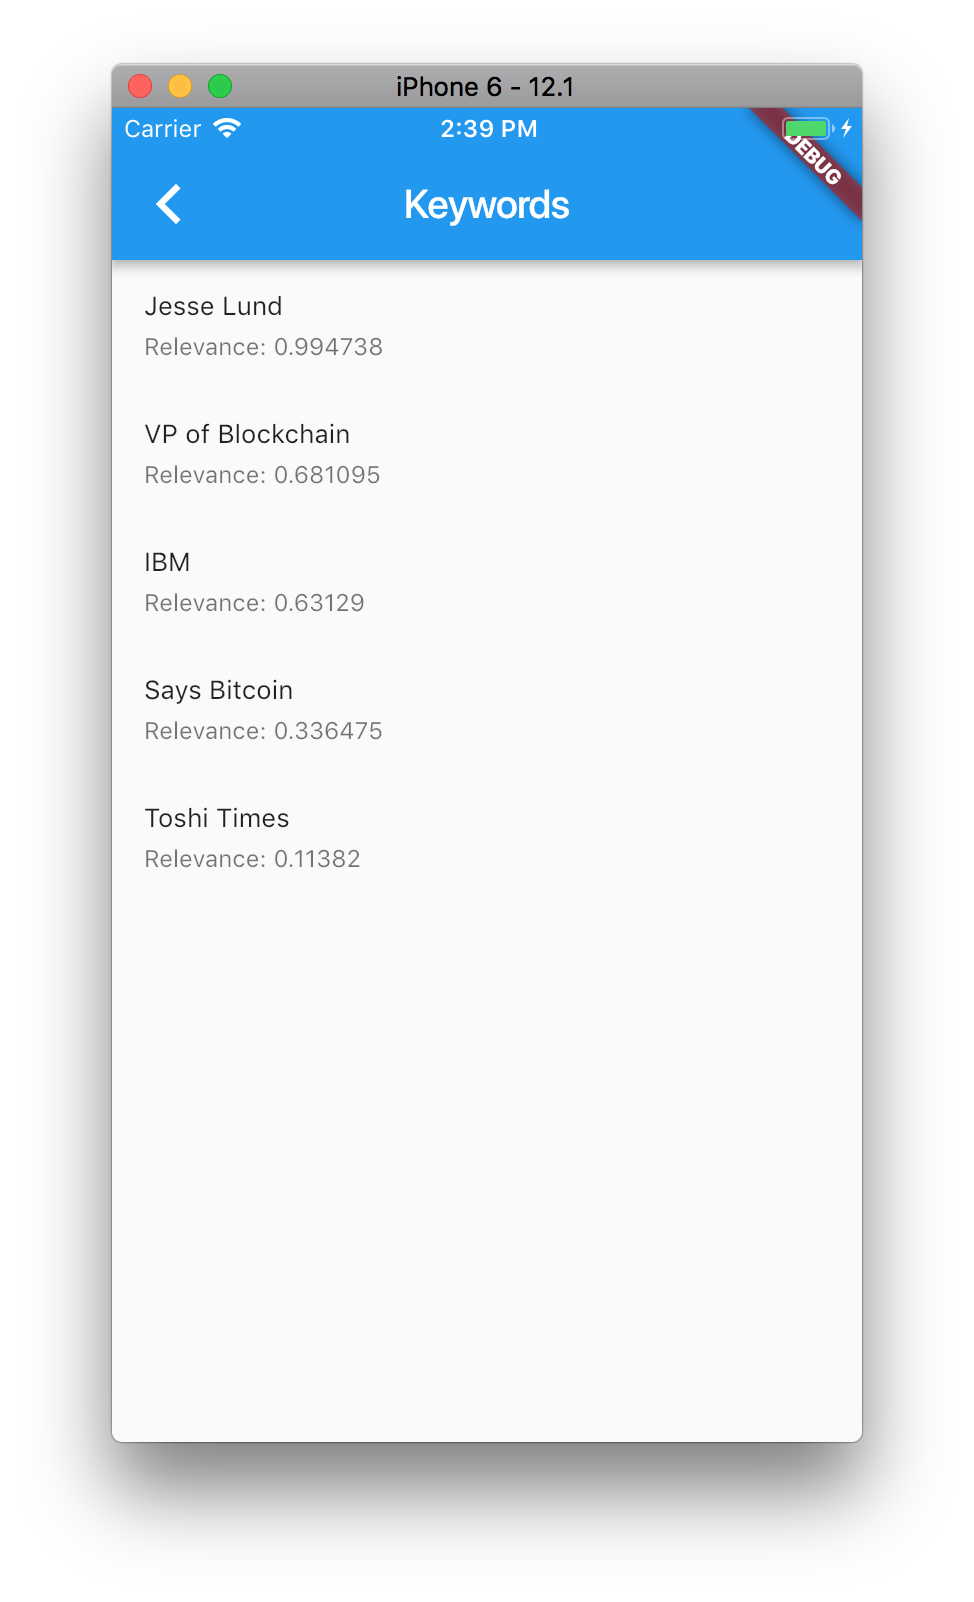 iPhone 6 - 12.1
Carrier 2:39 PM
DEBUG
Keywords
Jesse Lund
Relevance: 0.994738
VP of Blockchain
Relevance: 0.681095
IBM
Relevance: 0.63129
Says Bitcoin
Relevance: 0.336475
Toshi Times
Relevance: 0.11382